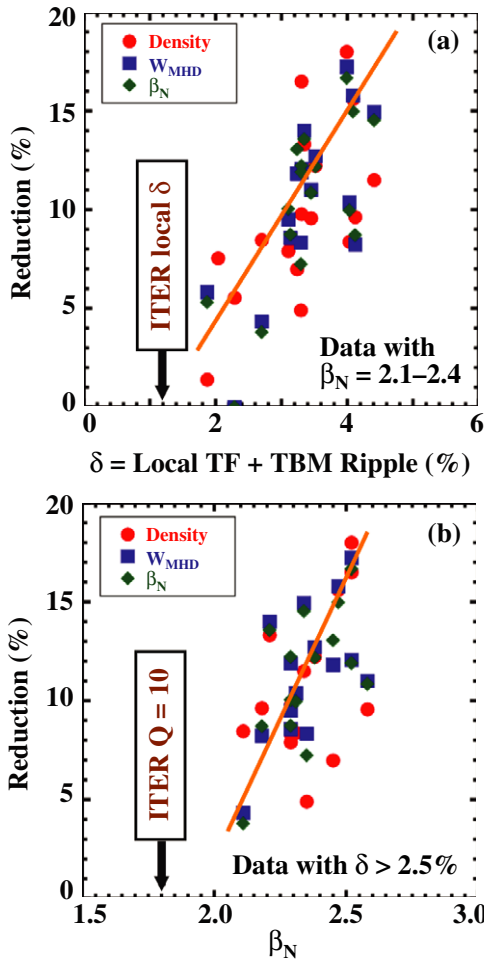 20
(a)
Density
W_MHD
β_N
15
Reduction (%)
10
ITER local δ
5
Data with
β_N = 2.1–2.4
0
0
2
4
6
δ = Local TF + TBM Ripple (%)
20
(b)
Density
W_MHD
β_N
15
Reduction (%)
10
ITER Q = 10
5
Data with δ > 2.5%
0
1.5
2.0
2.5
3.0
β_N